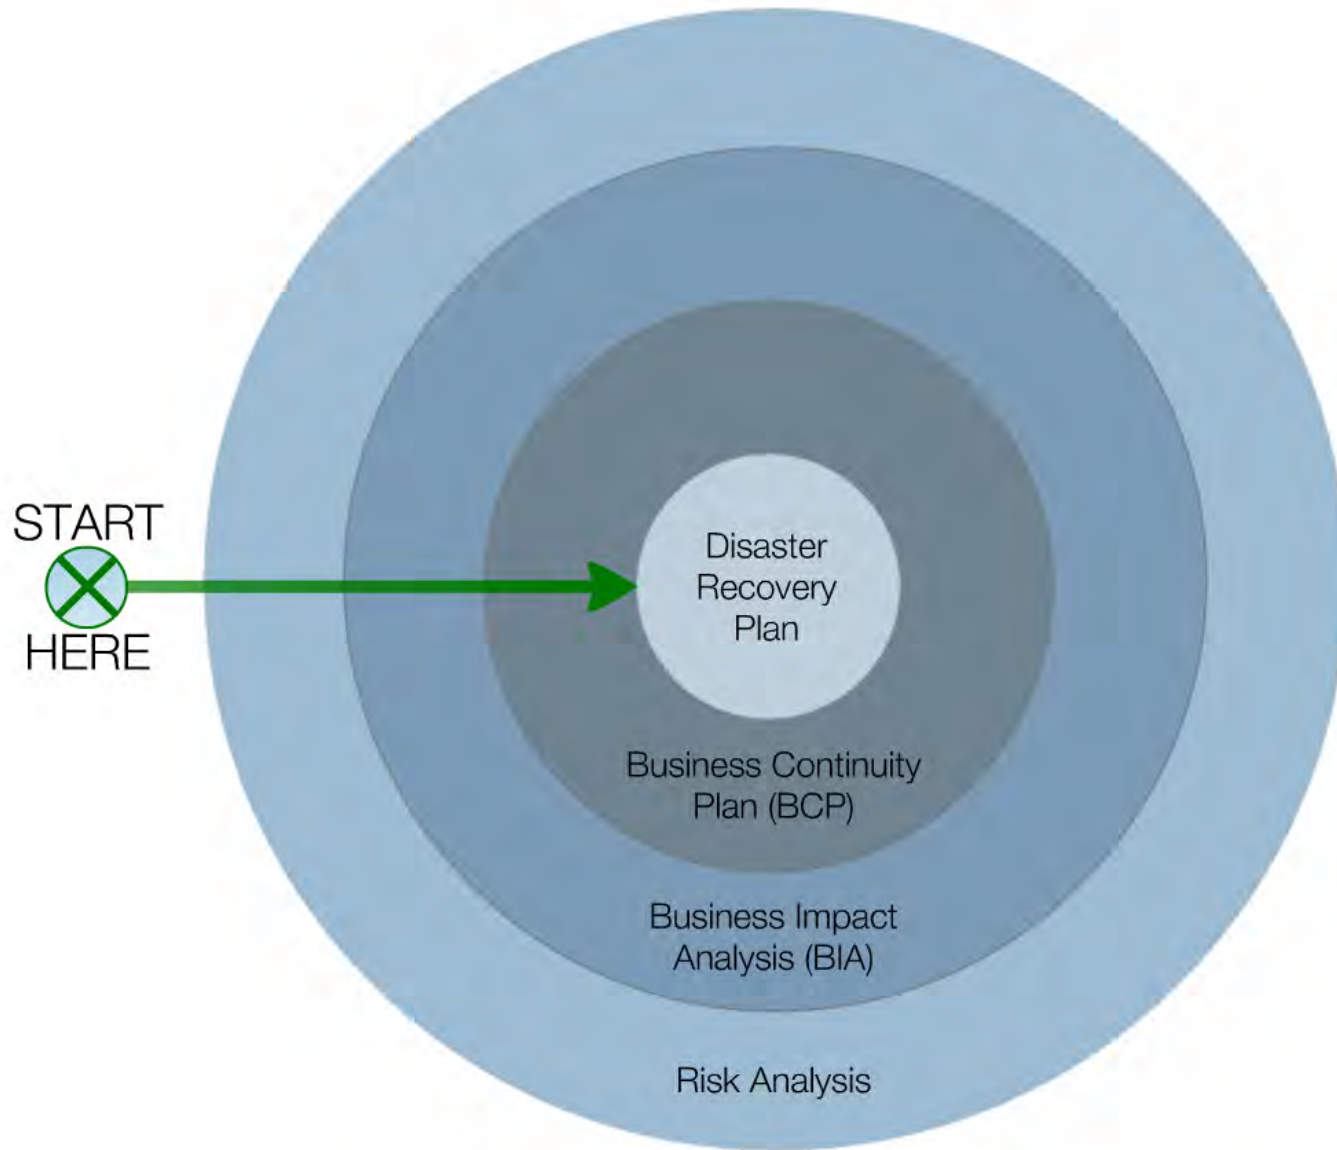 START
HERE
Disaster
Recovery
Plan
Business Continuity
Plan (BCP)
Business Impact
Analysis (BIA)
Risk Analysis